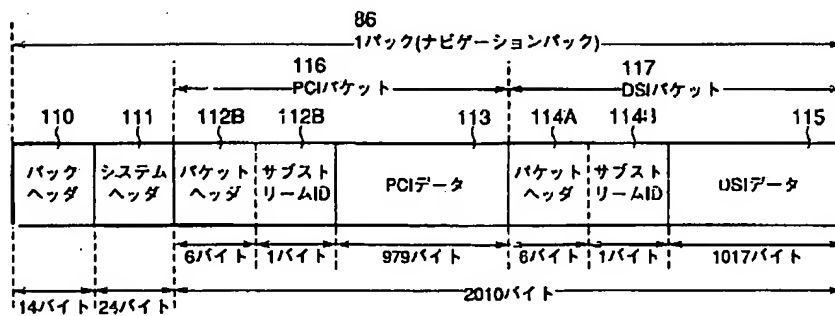 86
1パック(ナビゲーションパック)
116
117
PCIパケット
DSIパケット
110
111
112B
112B
113
114A
114B
115
パック
ヘッダ
システム
ヘッダ
パケット
ヘッダ
サブスト
リームID
PCIデータ
パケット
ヘッダ
サブスト
リームID
DSIデータ
6バイト
1バイト
979バイト
6バイト
1バイト
1017バイト
14バイト
24バイト
2010バイト